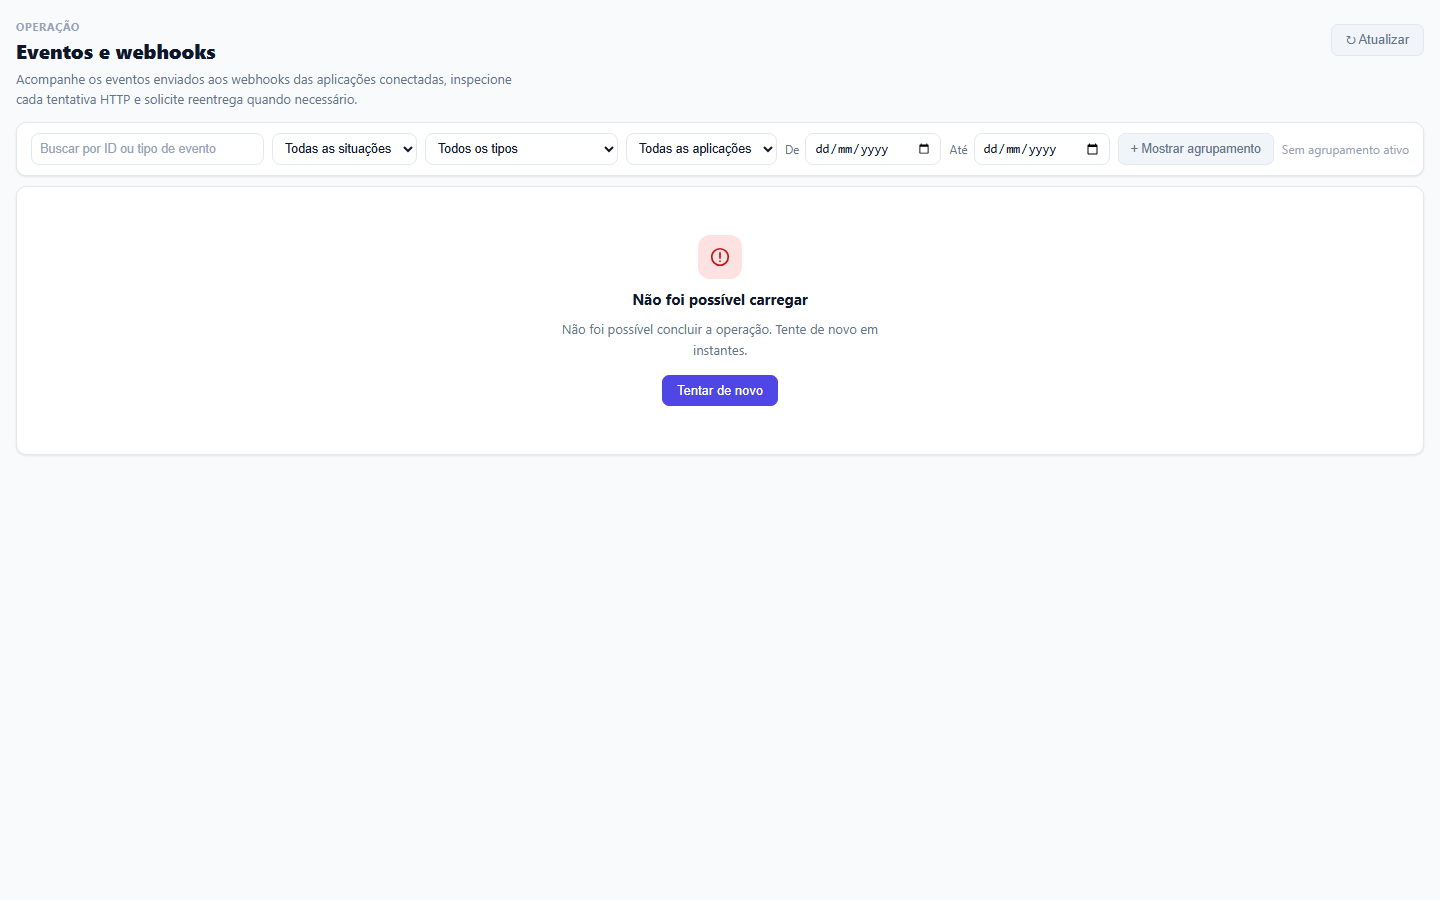 OPERAÇÃO
Eventos e webhooks
↻ Atualizar
Acompanhe os eventos enviados aos webhooks das aplicações conectadas, inspecione
cada tentativa HTTP e solicite reentrega quando necessário.
Buscar por ID ou tipo de evento Todas as situações Todos os tipos Todas as aplicações De dd/mm/yyyy Até dd/mm/yyyy + Mostrar agrupamento Sem agrupamento ativo
Não foi possível carregar
Não foi possível concluir a operação. Tente de novo em
instantes.
Tentar de novo